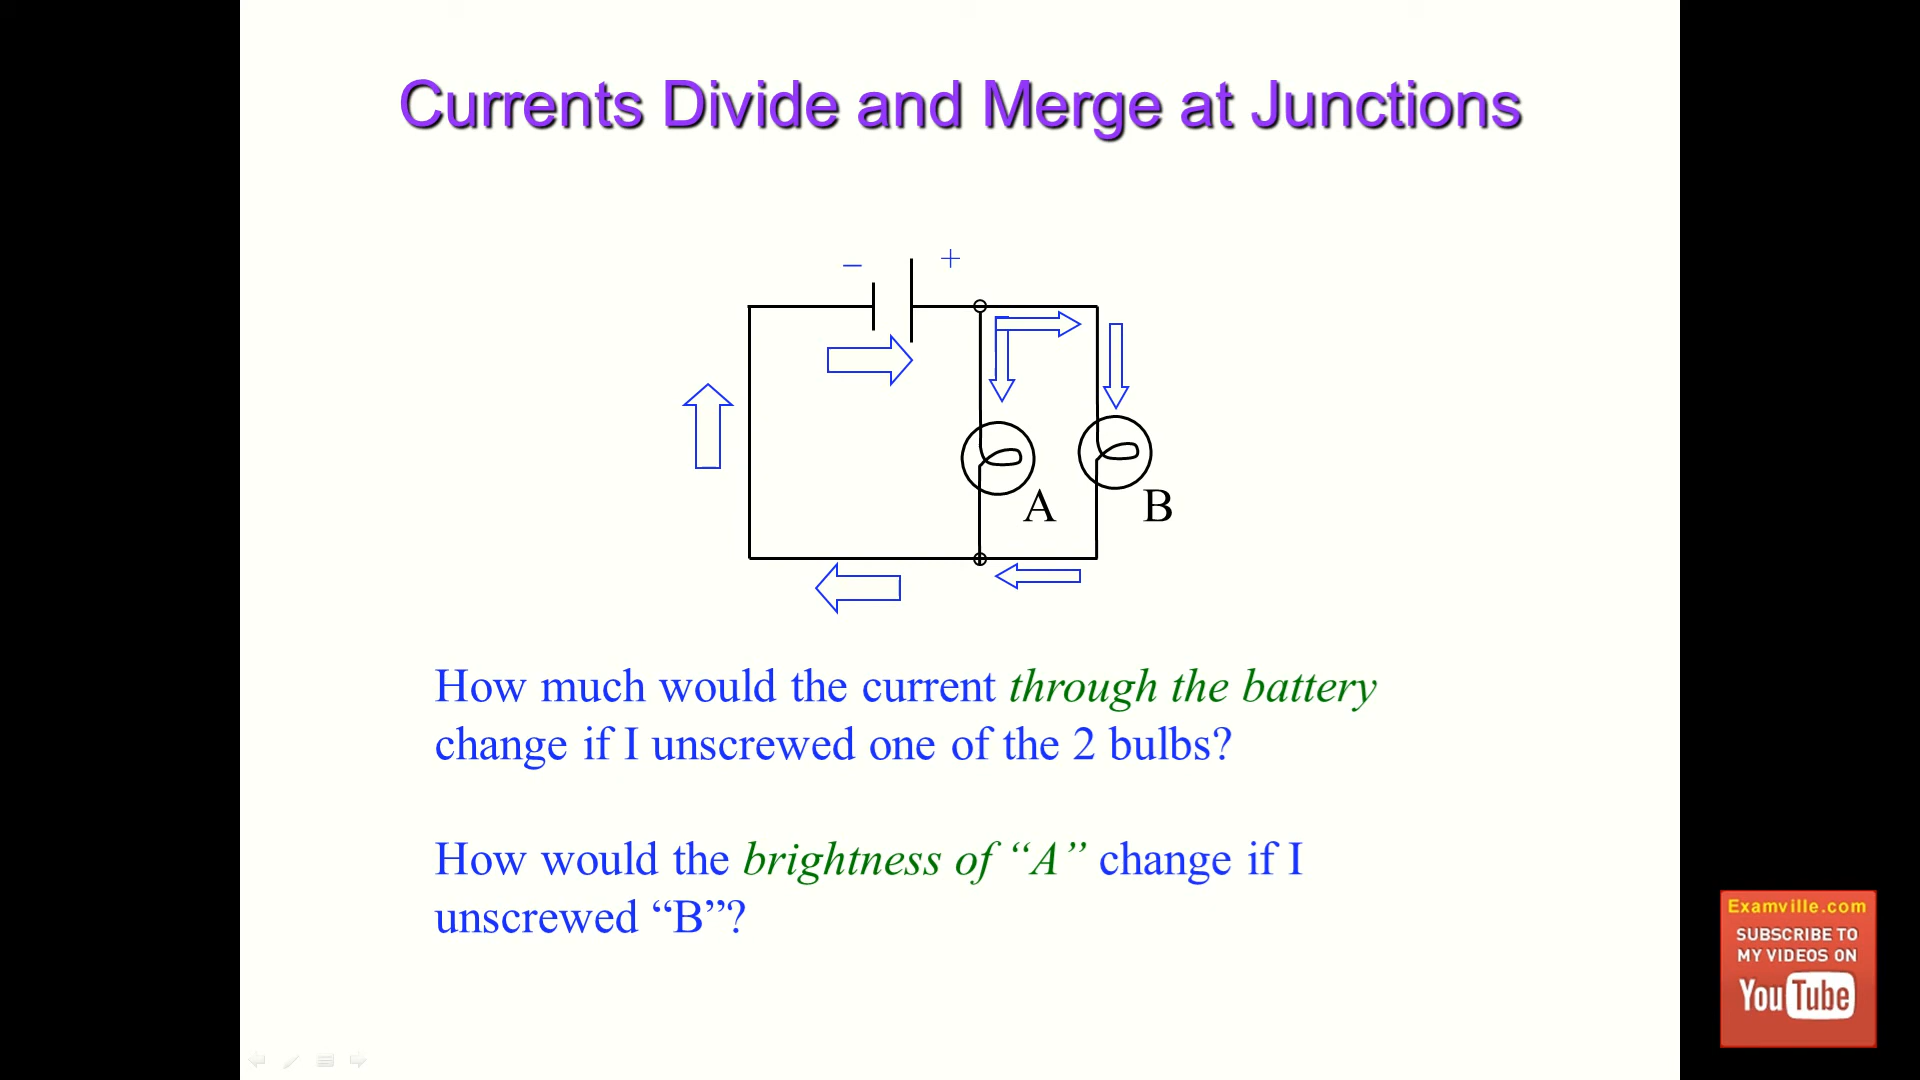 Currents Divide and Merge at Junctions
– +
A B
How much would the current through the battery
change if I unscrewed one of the 2 bulbs?
How would the brightness of “A” change if I
unscrewed “B”?
Examville.com
SUBSCRIBE TO
MY VIDEOS ON
YouTube